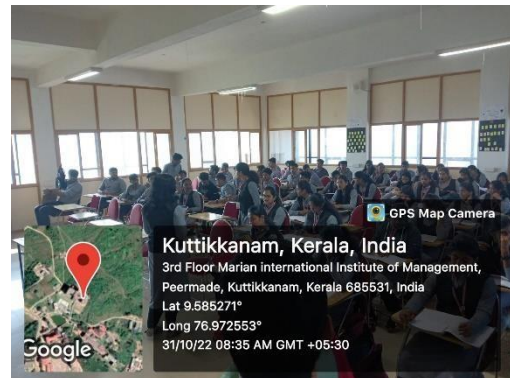 GPS Map Camera
Kuttikkanam, Kerala, India
3rd Floor Marian international Institute of Management,
Peermade, Kuttikkanam, Kerala 685531, India
Lat 9.585271°
Long 76.972553°
31/10/22 08:35 AM GMT +05:30
Google